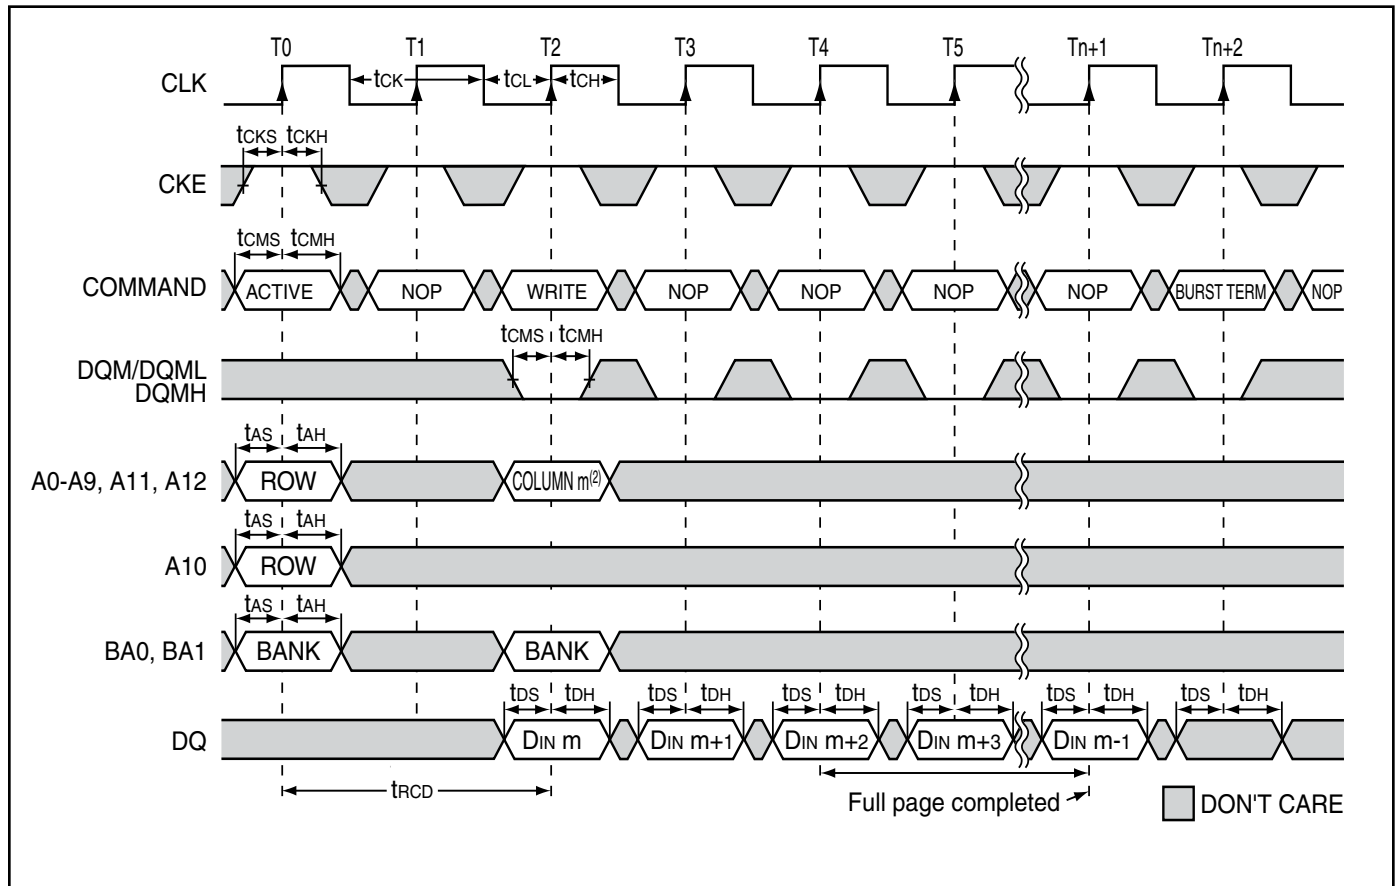 T0 T1 T2 T3 T4 T5 Tn+1 Tn+2
CLK
tCK tCL tCH
tCKS tCKH
CKE
tCMS tCMH
COMMAND
ACTIVE NOP WRITE NOP NOP NOP NOP BURST TERM NOP
tCMS tCMH
DQM/DQML
DQMH
tAS tAH
A0-A9, A11, A12
ROW COLUMN m(2)
tAS tAH
A10
ROW
tAS tAH
BA0, BA1
BANK BANK
tDS tDH tDS tDH tDS tDH tDS tDH tDS tDH tDS tDH
DQ
DIN m DIN m+1 DIN m+2 DIN m+3 DIN m-1
tRCD
Full page completed
DON'T CARE